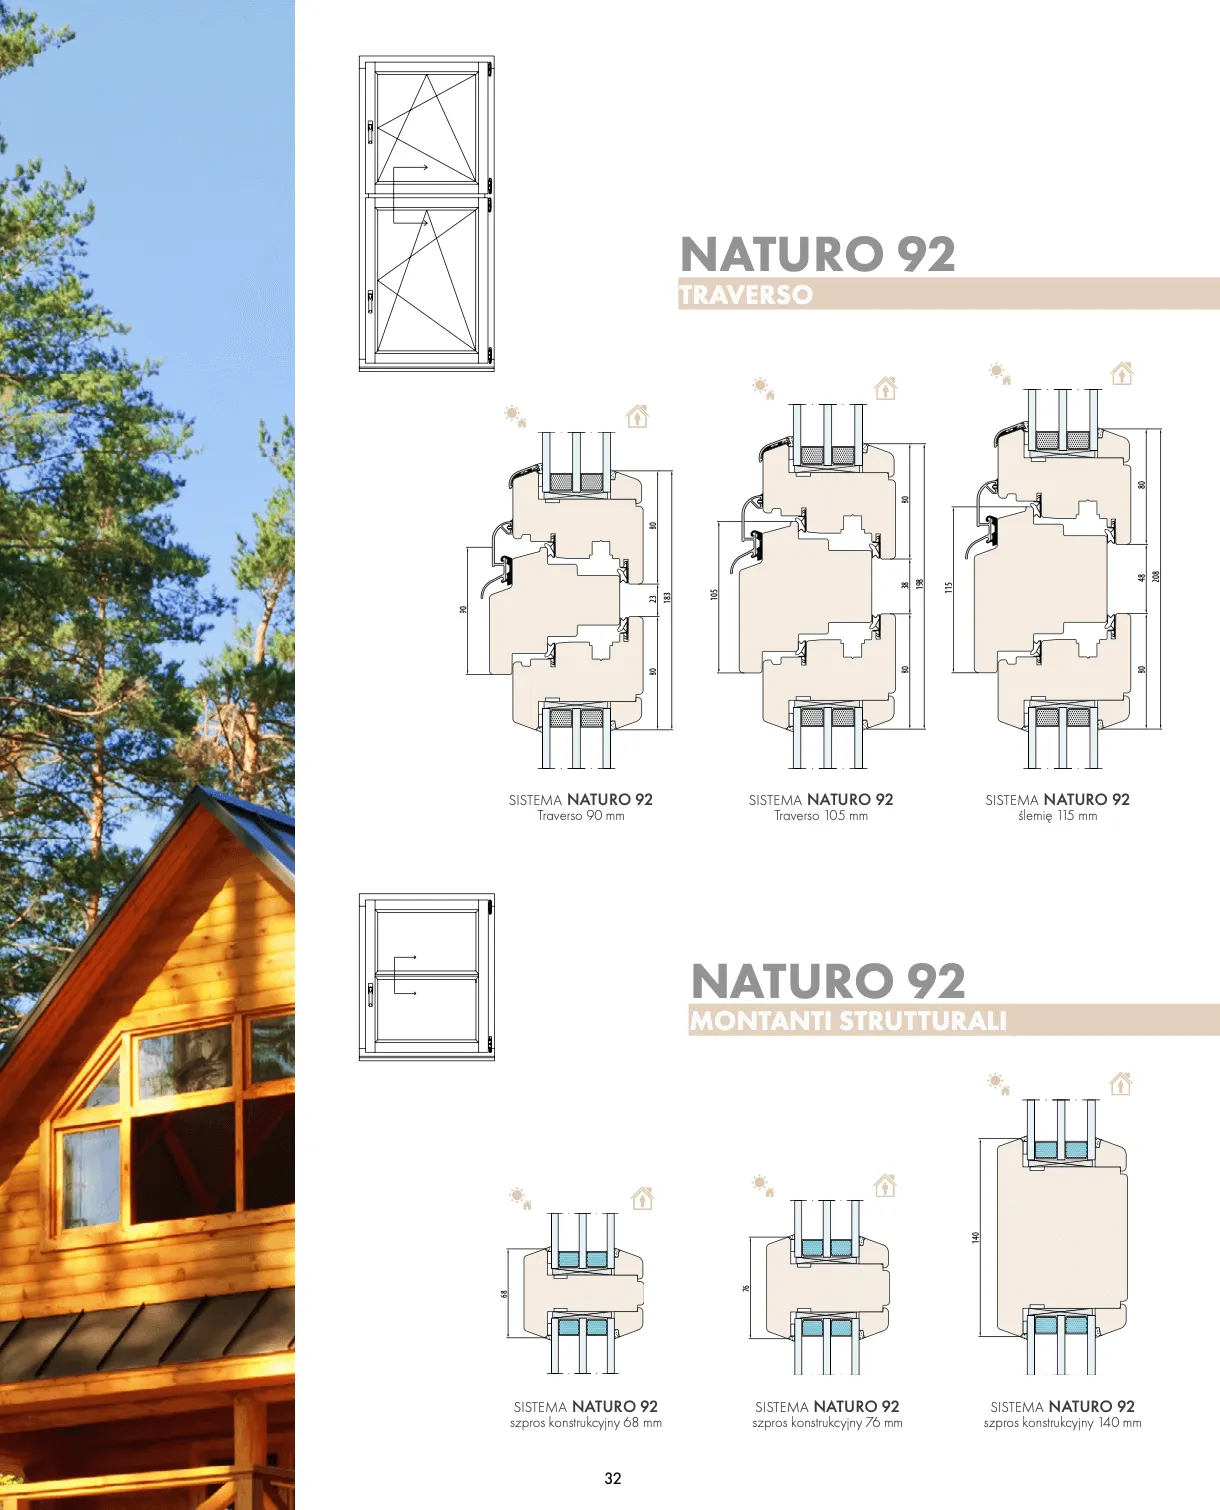 NATURO 92
TRAVERSO
80
23
183
80
90
80
38
198
80
105
80
48
208
80
115
SISTEMA NATURO 92
Traverso 90 mm
SISTEMA NATURO 92
Traverso 105 mm
SISTEMA NATURO 92
ślemię 115 mm
NATURO 92
MONTANTI STRUTTURALI
68
76
140
SISTEMA NATURO 92
szpros konstrukcyjny 68 mm
SISTEMA NATURO 92
szpros konstrukcyjny 76 mm
SISTEMA NATURO 92
szpros konstrukcyjny 140 mm
32